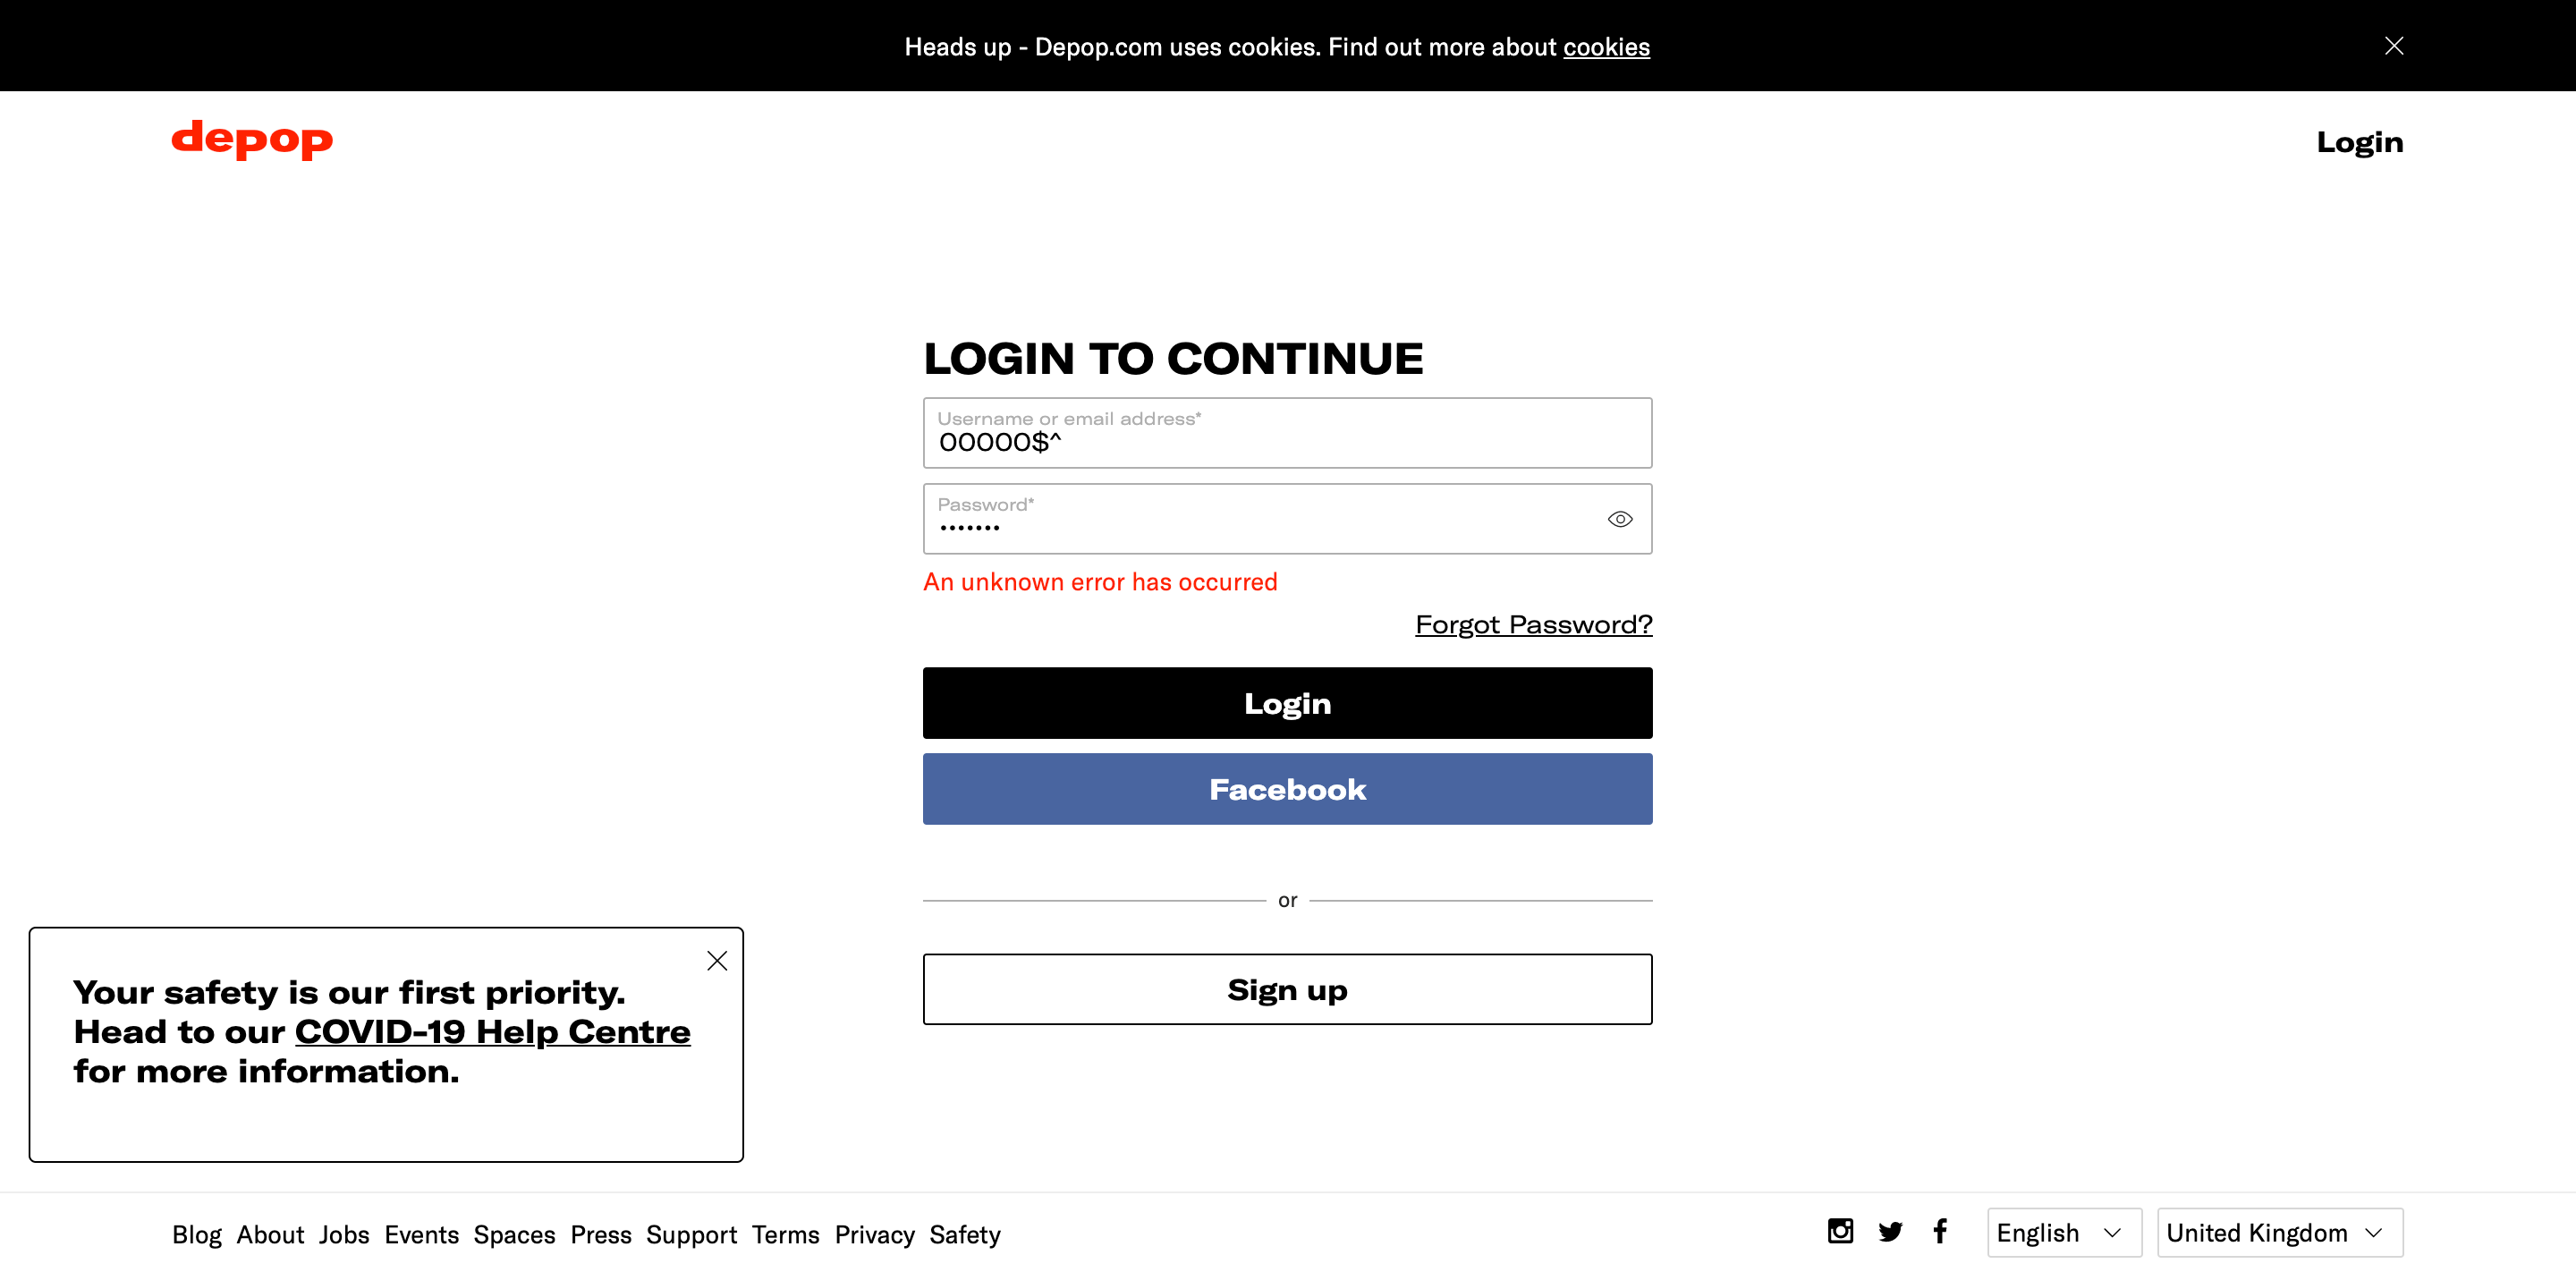 Heads up - Depop.com uses cookies. Find out more about cookies
depop
Login
LOGIN TO CONTINUE
Username or email address*
00000$^
Password*
•••••••
An unknown error has occurred
Forgot Password?
Login
Facebook
or
Sign up
Your safety is our first priority.
Head to our COVID-19 Help Centre
for more information.
Blog About Jobs Events Spaces Press Support Terms Privacy Safety
English
United Kingdom